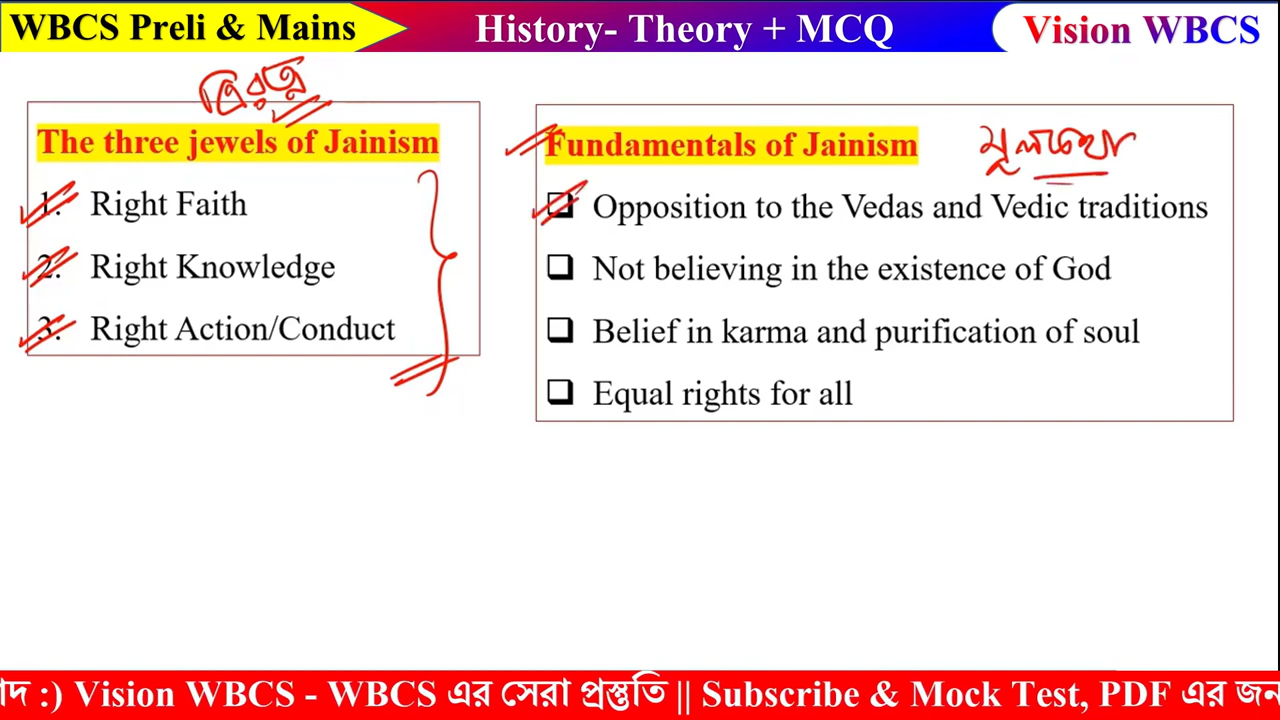 WBCS Preli & Mains
History- Theory + MCQ
Vision WBCS
ত্রিরত্ন
The three jewels of Jainism
1. Right Faith
2. Right Knowledge
3. Right Action/Conduct
Fundamentals of Jainism
মূলতথ্য
❑ Opposition to the Vedas and Vedic traditions
❑ Not believing in the existence of God
❑ Belief in karma and purification of soul
❑ Equal rights for all
াদ :) Vision WBCS - WBCS এর সেরা প্রস্তুতি || Subscribe & Mock Test, PDF এর জন